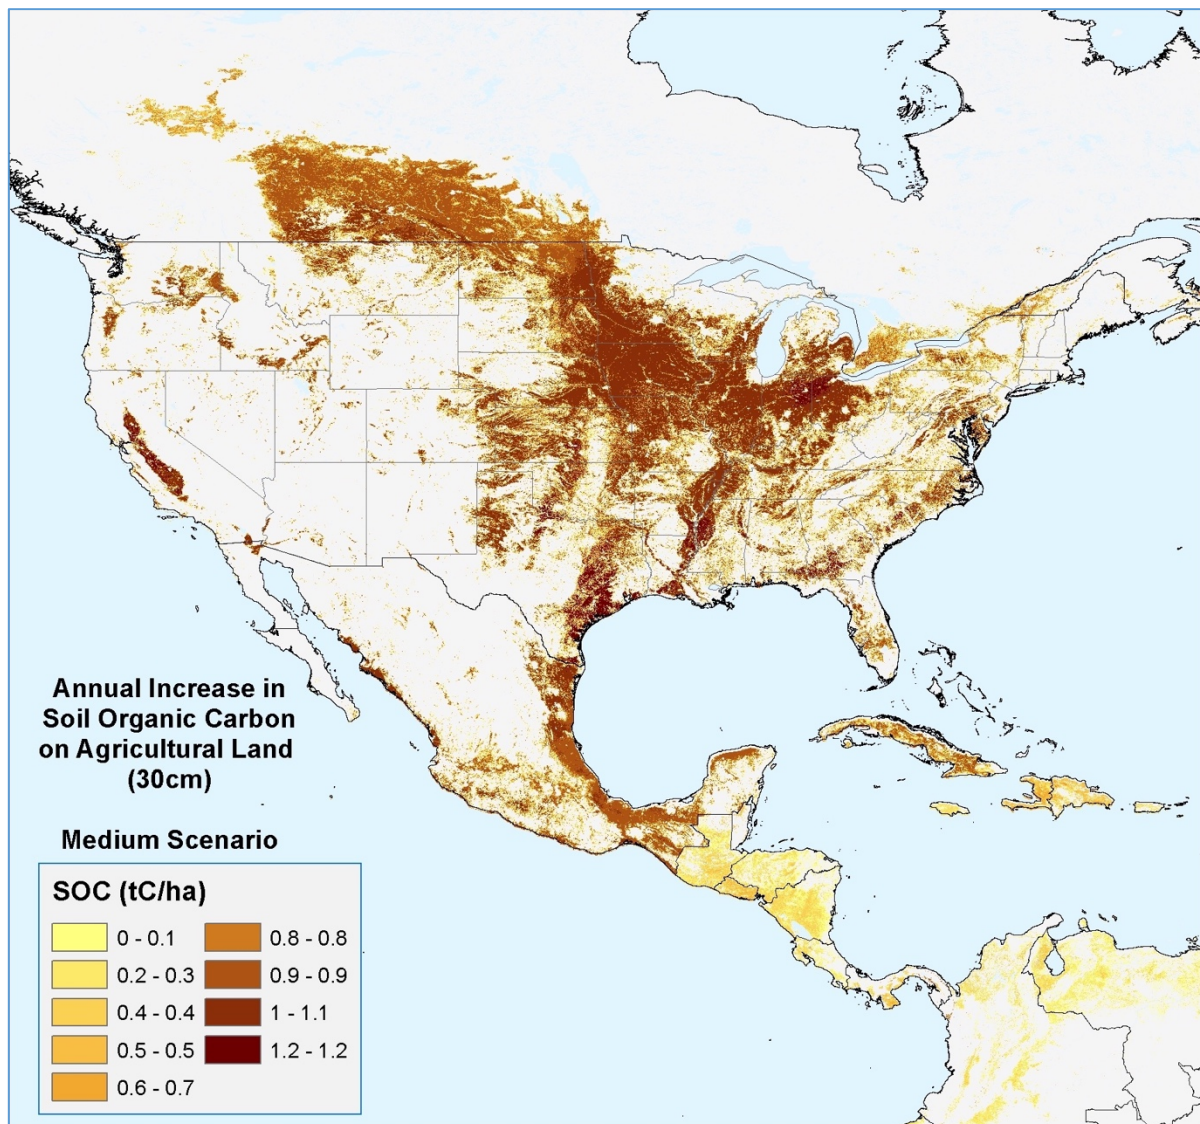 Annual Increase in
Soil Organic Carbon
on Agricultural Land
(30cm)
Medium Scenario
SOC (tC/ha)
0 - 0.1
0.2 - 0.3
0.4 - 0.4
0.5 - 0.5
0.6 - 0.7
0.8 - 0.8
0.9 - 0.9
1 - 1.1
1.2 - 1.2